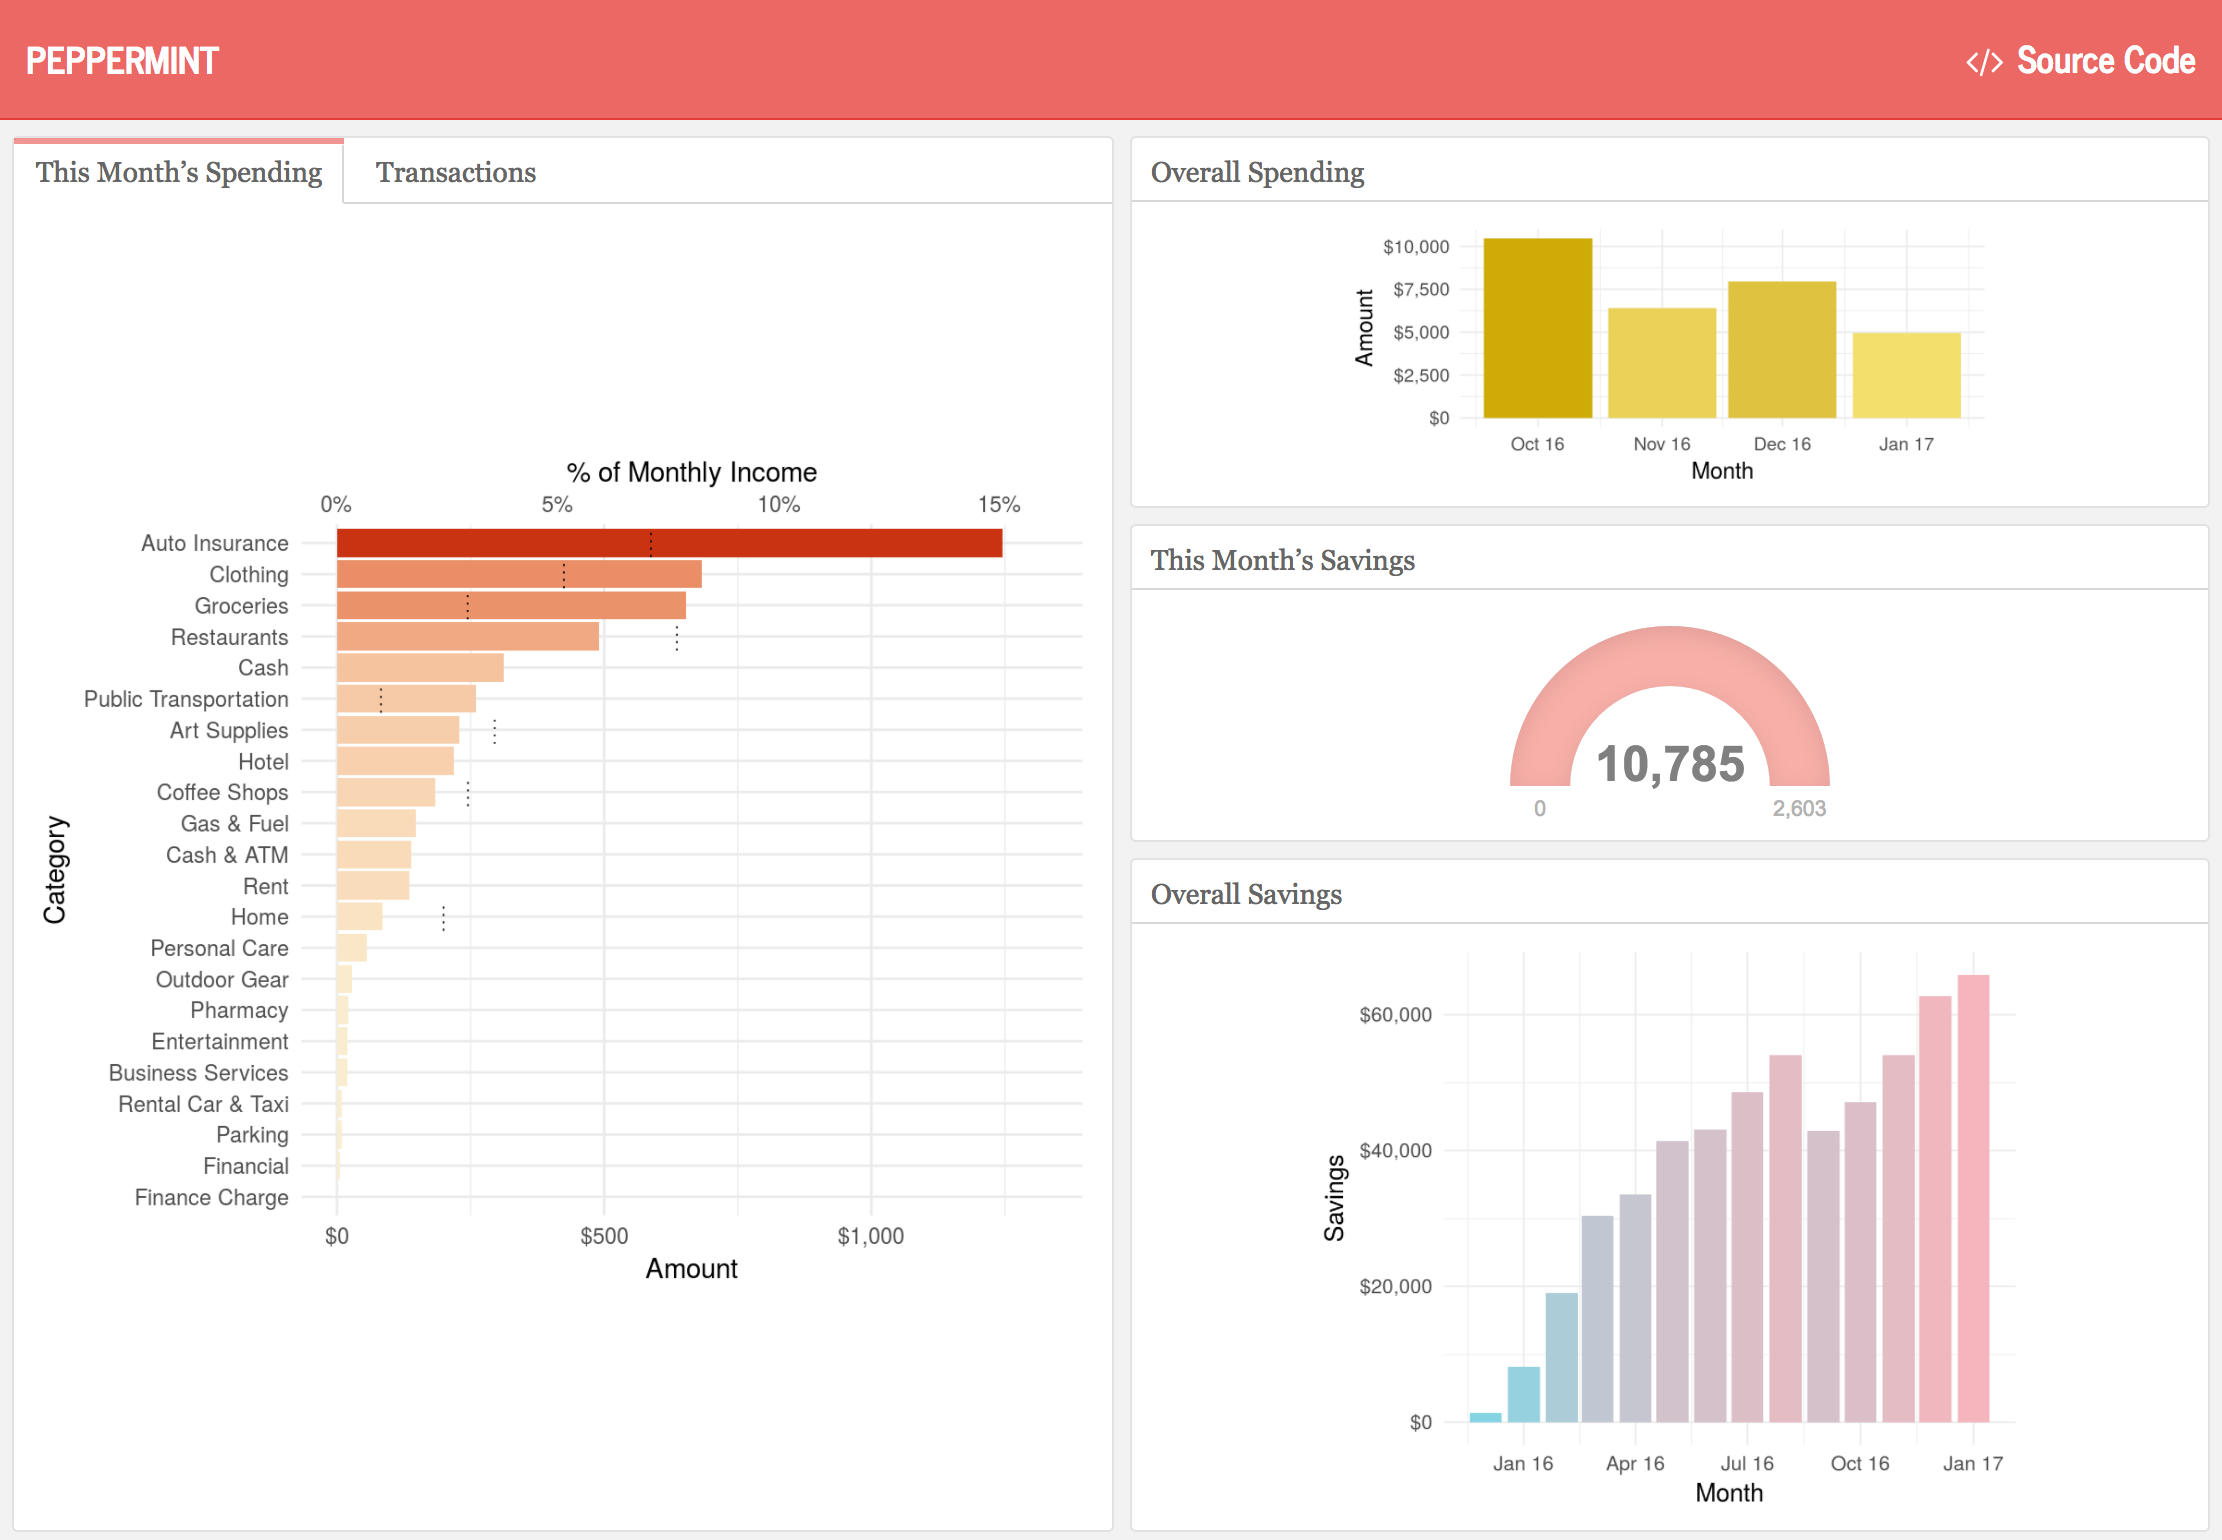 PEPPERMINT
</> Source Code
This Month’s Spending
Transactions
% of Monthly Income
0% 5% 10% 15%
Auto Insurance
Clothing
Groceries
Restaurants
Cash
Public Transportation
Art Supplies
Hotel
Coffee Shops
Gas & Fuel
Cash & ATM
Rent
Home
Personal Care
Outdoor Gear
Pharmacy
Entertainment
Business Services
Rental Car & Taxi
Parking
Financial
Finance Charge
Category
$0 $500 $1,000
Amount
Overall Spending
$10,000
$7,500
$5,000
$2,500
$0
Amount
Oct 16 Nov 16 Dec 16 Jan 17
Month
This Month’s Savings
10,785
0 2,603
Overall Savings
$60,000
$40,000
$20,000
$0
Savings
Jan 16 Apr 16 Jul 16 Oct 16 Jan 17
Month